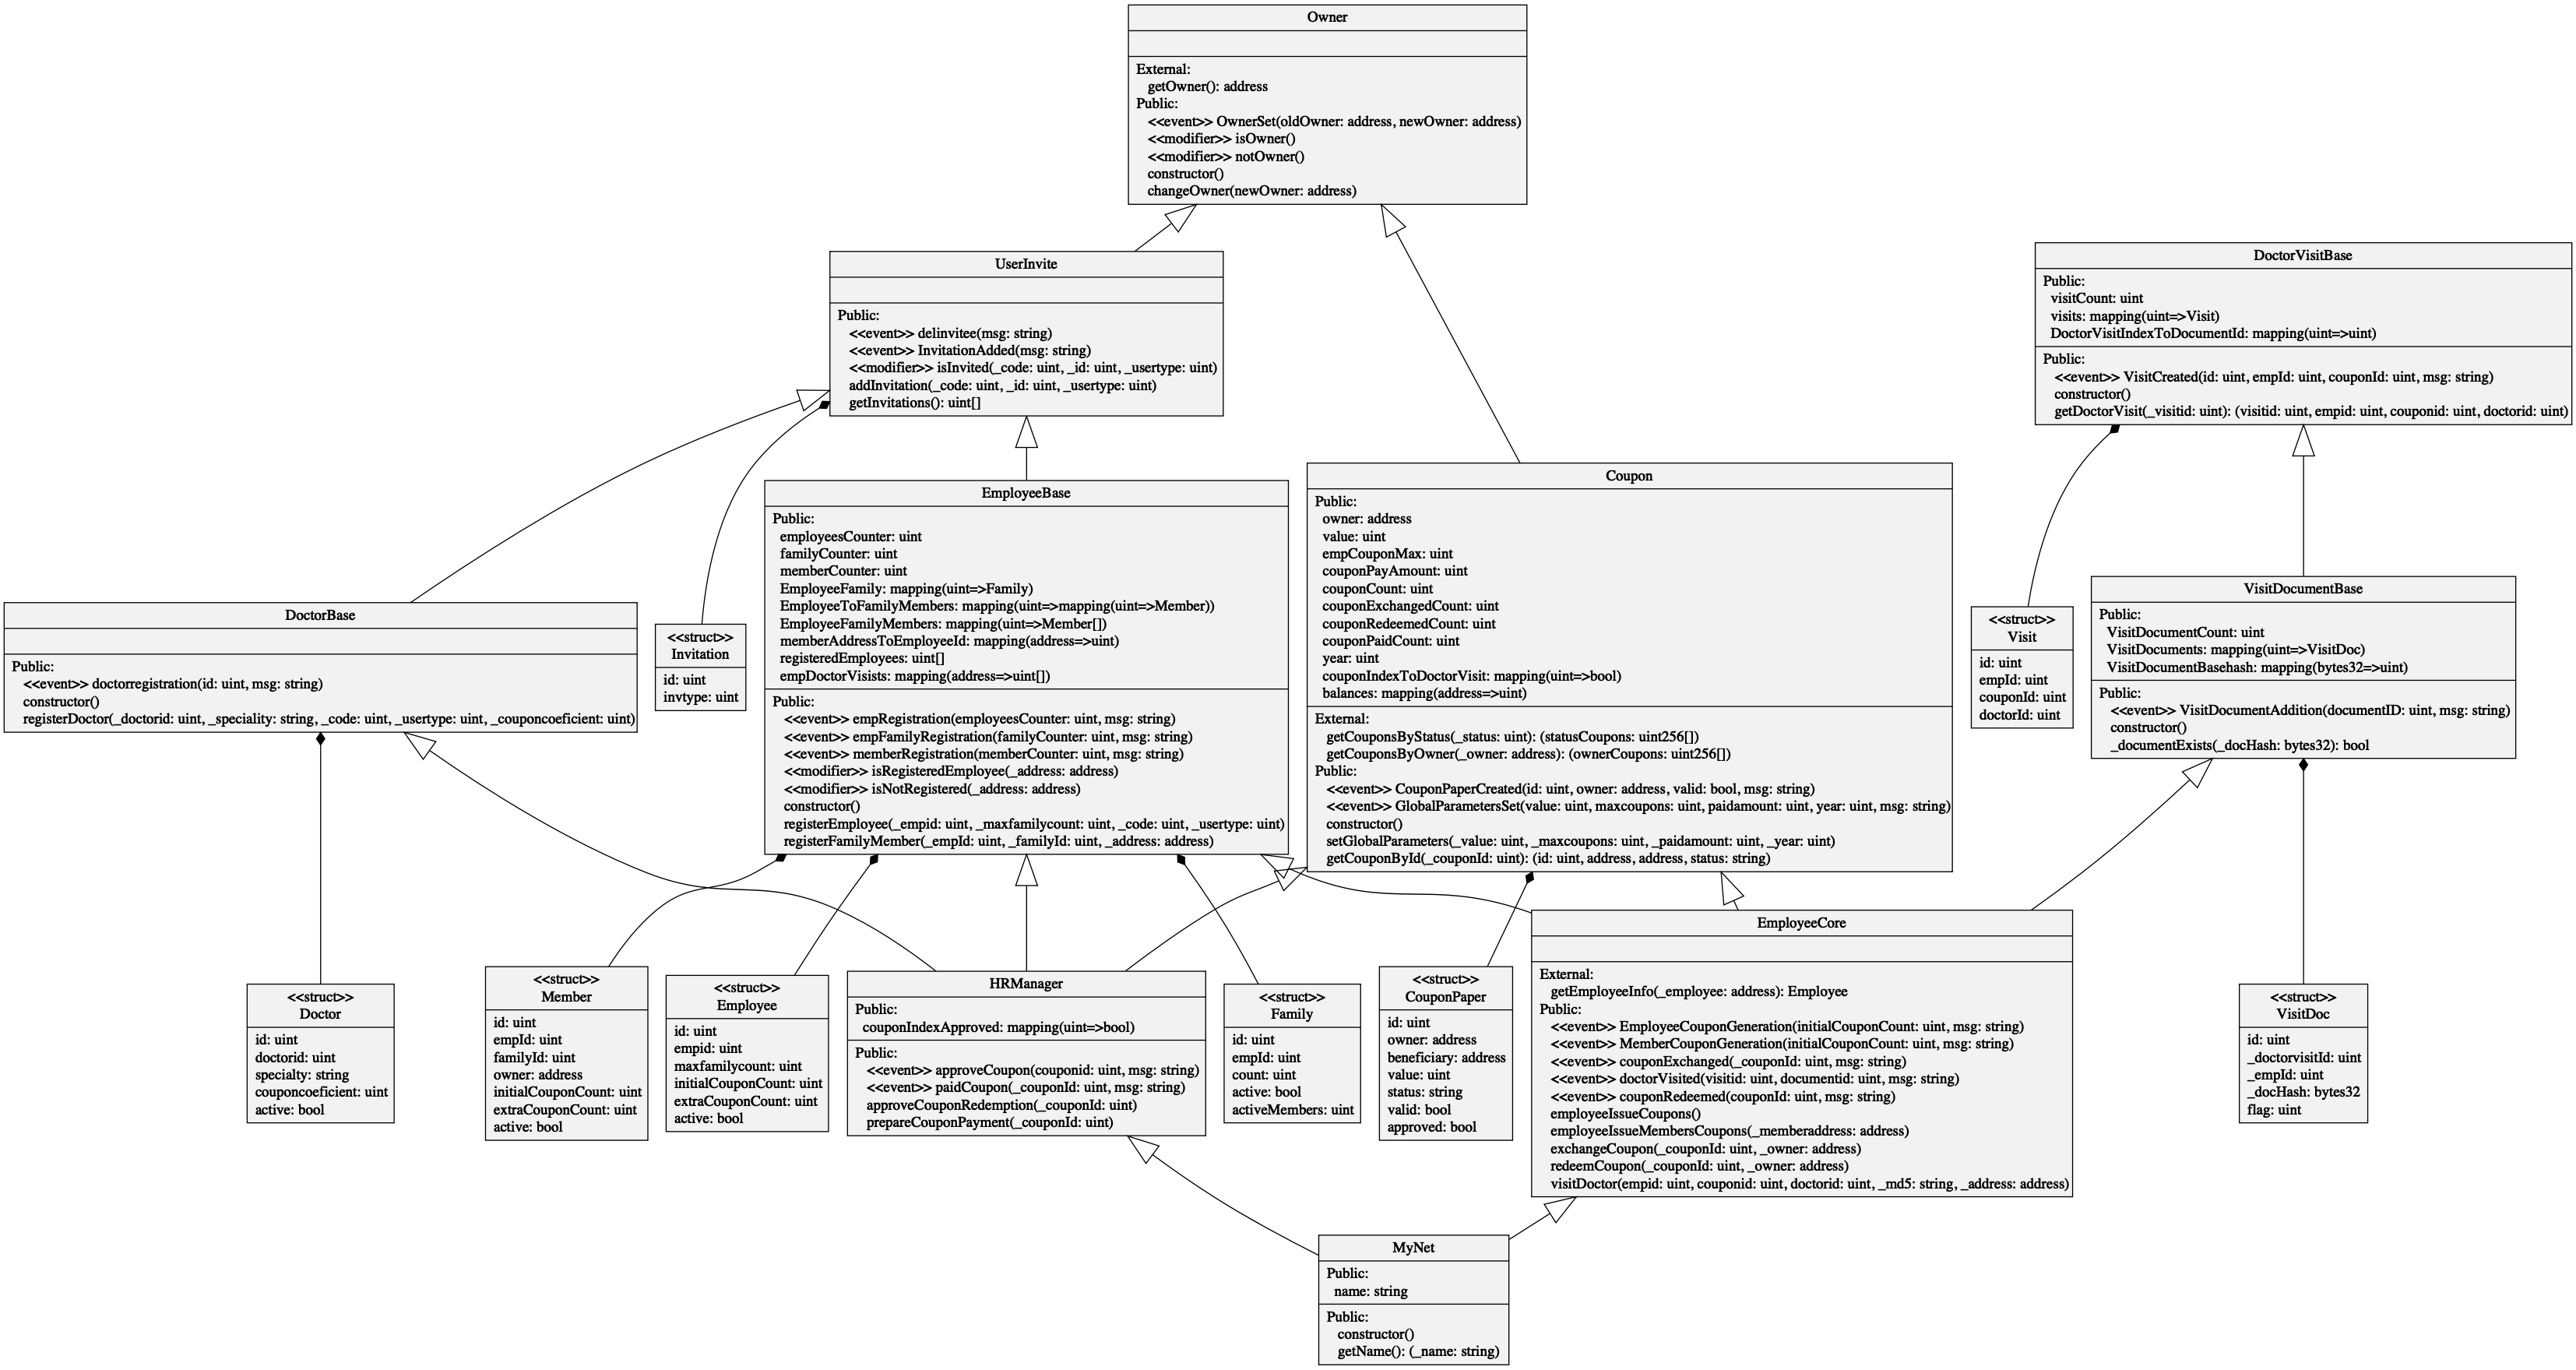 Owner
External:
getOwner(): address
Public:
<<event>> OwnerSet(oldOwner: address, newOwner: address)
<<modifier>> isOwner()
<<modifier>> notOwner()
constructor()
changeOwner(newOwner: address)
UserInvite
Public:
<<event>> delinvitee(msg: string)
<<event>> InvitationAdded(msg: string)
<<modifier>> isInvited(_code: uint, _id: uint, _usertype: uint)
addInvitation(_code: uint, _id: uint, _usertype: uint)
getInvitations(): uint[]
DoctorVisitBase
Public:
visitCount: uint
visits: mapping(uint=>Visit)
DoctorVisitIndexToDocumentId: mapping(uint=>uint)
Public:
<<event>> VisitCreated(id: uint, empId: uint, couponId: uint, msg: string)
constructor()
getDoctorVisit(_visitid: uint): (visitid: uint, empid: uint, couponid: uint, doctorid: uint)
DoctorBase
Public:
<<event>> doctorregistration(id: uint, msg: string)
constructor()
registerDoctor(_doctorid: uint, _speciality: string, _code: uint, _usertype: uint, _couponcoeficient: uint)
<<struct>>
Invitation
id: uint
invtype: uint
EmployeeBase
Public:
employeesCounter: uint
familyCounter: uint
memberCounter: uint
EmployeeFamily: mapping(uint=>Family)
EmployeeToFamilyMembers: mapping(uint=>mapping(uint=>Member))
EmployeeFamilyMembers: mapping(uint=>Member[])
memberAddressToEmployeeId: mapping(address=>uint)
registeredEmployees: uint[]
empDoctorVisists: mapping(address=>uint[])
Public:
<<event>> empRegistration(employeesCounter: uint, msg: string)
<<event>> empFamilyRegistration(familyCounter: uint, msg: string)
<<event>> memberRegistration(memberCounter: uint, msg: string)
<<modifier>> isRegisteredEmployee(_address: address)
<<modifier>> isNotRegistered(_address: address)
constructor()
registerEmployee(_empid: uint, _maxfamilycount: uint, _code: uint, _usertype: uint)
registerFamilyMember(_empId: uint, _familyId: uint, _address: address)
Coupon
Public:
owner: address
value: uint
empCouponMax: uint
couponPayAmount: uint
couponCount: uint
couponExchangedCount: uint
couponRedeemedCount: uint
couponPaidCount: uint
year: uint
couponIndexToDoctorVisit: mapping(uint=>bool)
balances: mapping(address=>uint)
External:
getCouponsByStatus(_status: uint): (statusCoupons: uint256[])
getCouponsByOwner(_owner: address): (ownerCoupons: uint256[])
Public:
<<event>> CouponPaperCreated(id: uint, owner: address, valid: bool, msg: string)
<<event>> GlobalParametersSet(value: uint, maxcoupons: uint, paidamount: uint, year: uint, msg: string)
constructor()
setGlobalParameters(_value: uint, _maxcoupons: uint, _paidamount: uint, _year: uint)
getCouponById(_couponId: uint): (id: uint, address, address, status: string)
<<struct>>
Visit
id: uint
empId: uint
couponId: uint
doctorId: uint
VisitDocumentBase
Public:
VisitDocumentCount: uint
VisitDocuments: mapping(uint=>VisitDoc)
VisitDocumentBasehash: mapping(bytes32=>uint)
Public:
<<event>> VisitDocumentAddition(documentID: uint, msg: string)
constructor()
_documentExists(_docHash: bytes32): bool
<<struct>>
Doctor
id: uint
doctorid: uint
specialty: string
couponcoeficient: uint
active: bool
<<struct>>
Member
id: uint
empId: uint
familyId: uint
owner: address
initialCouponCount: uint
extraCouponCount: uint
active: bool
<<struct>>
Employee
id: uint
empid: uint
maxfamilycount: uint
initialCouponCount: uint
extraCouponCount: uint
active: bool
HRManager
Public:
couponIndexApproved: mapping(uint=>bool)
Public:
<<event>> approveCoupon(couponid: uint, msg: string)
<<event>> paidCoupon(_couponId: uint, msg: string)
approveCouponRedemption(_couponId: uint)
prepareCouponPayment(_couponId: uint)
<<struct>>
Family
id: uint
empId: uint
count: uint
active: bool
activeMembers: uint
<<struct>>
CouponPaper
id: uint
owner: address
beneficiary: address
value: uint
status: string
valid: bool
approved: bool
EmployeeCore
External:
getEmployeeInfo(_employee: address): Employee
Public:
<<event>> EmployeeCouponGeneration(initialCouponCount: uint, msg: string)
<<event>> MemberCouponGeneration(initialCouponCount: uint, msg: string)
<<event>> couponExchanged(_couponId: uint, msg: string)
<<event>> doctorVisited(visitid: uint, documentid: uint, msg: string)
<<event>> couponRedeemed(couponId: uint, msg: string)
employeeIssueCoupons()
employeeIssueMembersCoupons(_memberaddress: address)
exchangeCoupon(_couponId: uint, _owner: address)
redeemCoupon(_couponId: uint, _owner: address)
visitDoctor(empid: uint, couponid: uint, doctorid: uint, _md5: string, _address: address)
<<struct>>
VisitDoc
id: uint
_doctorvisitId: uint
_empId: uint
_docHash: bytes32
flag: uint
MyNet
Public:
name: string
Public:
constructor()
getName(): (_name: string)